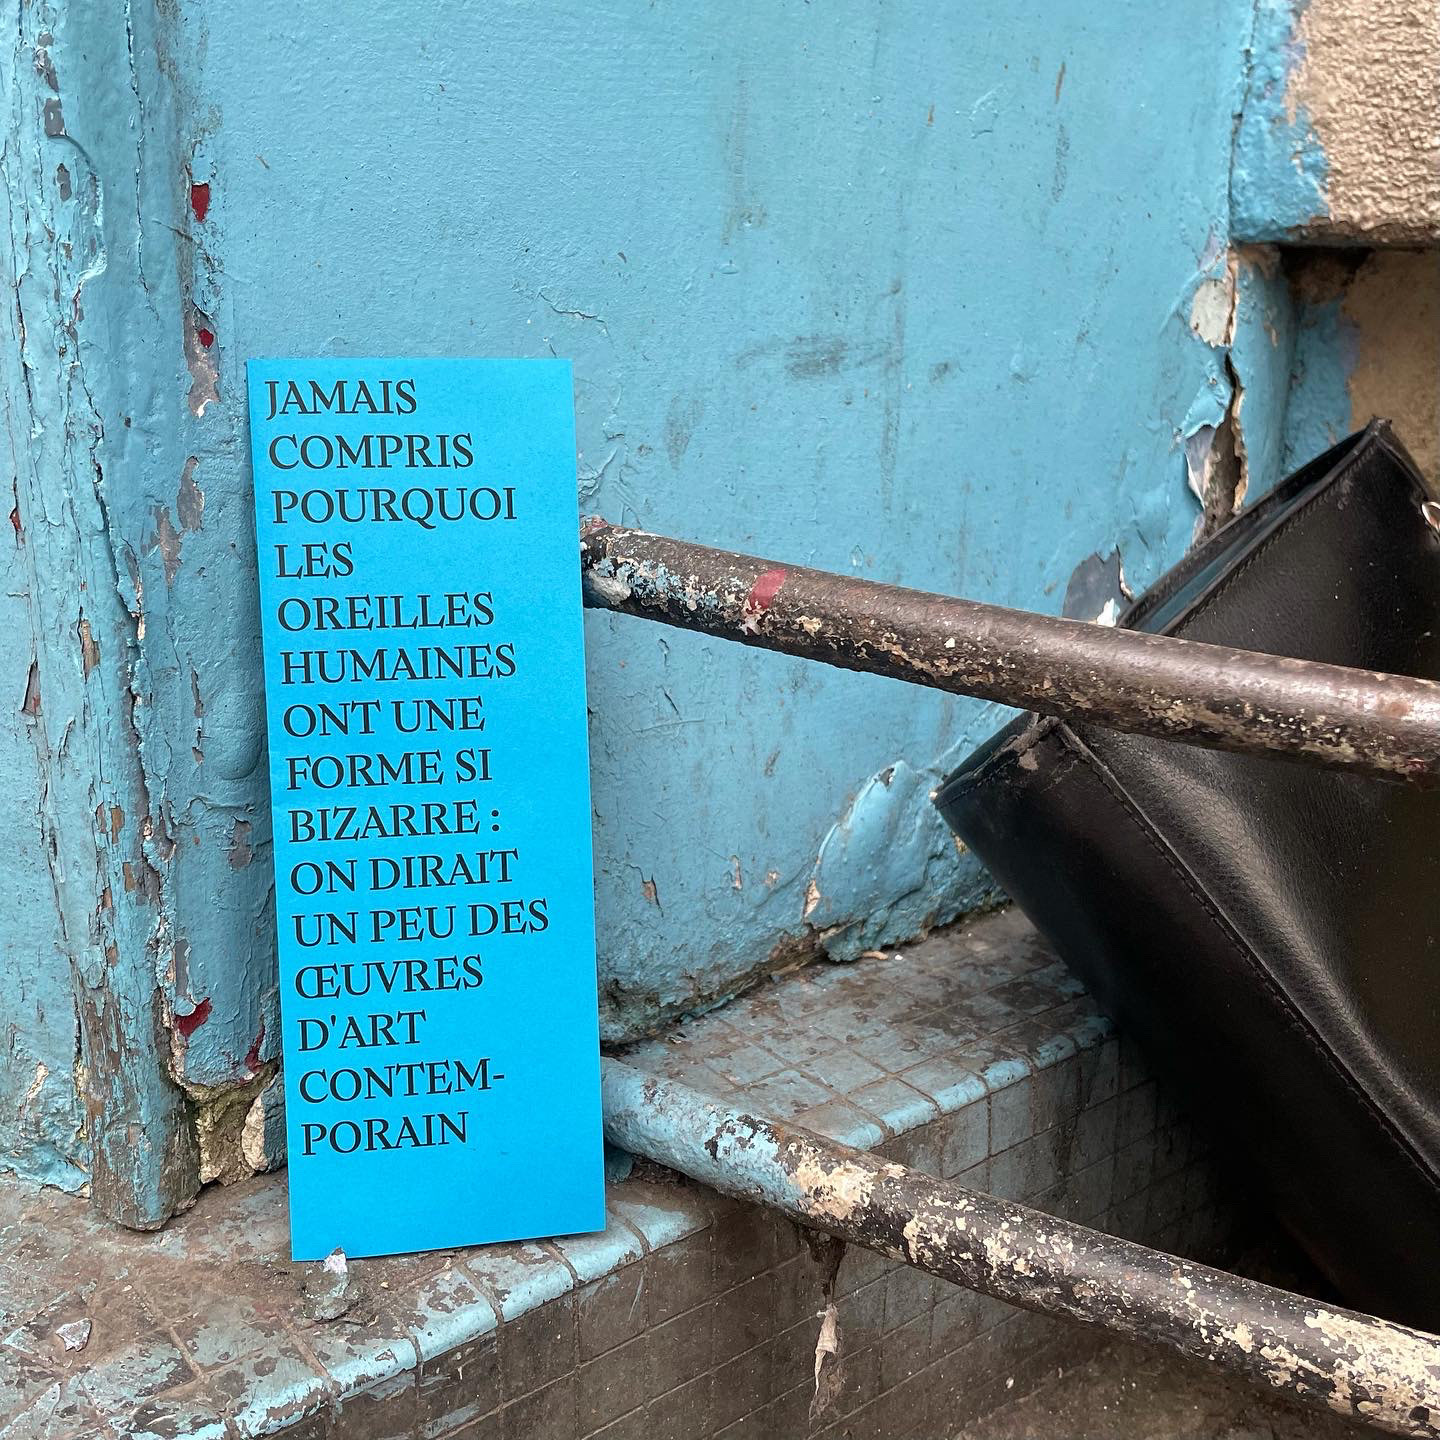 JAMAIS
COMPRIS
POURQUOI
LES
OREILLES
HUMAINES
ONT UNE
FORME SI
BIZARRE :
ON DIRAIT
UN PEU DES
ŒUVRES
D'ART
CONTEM-
PORAIN